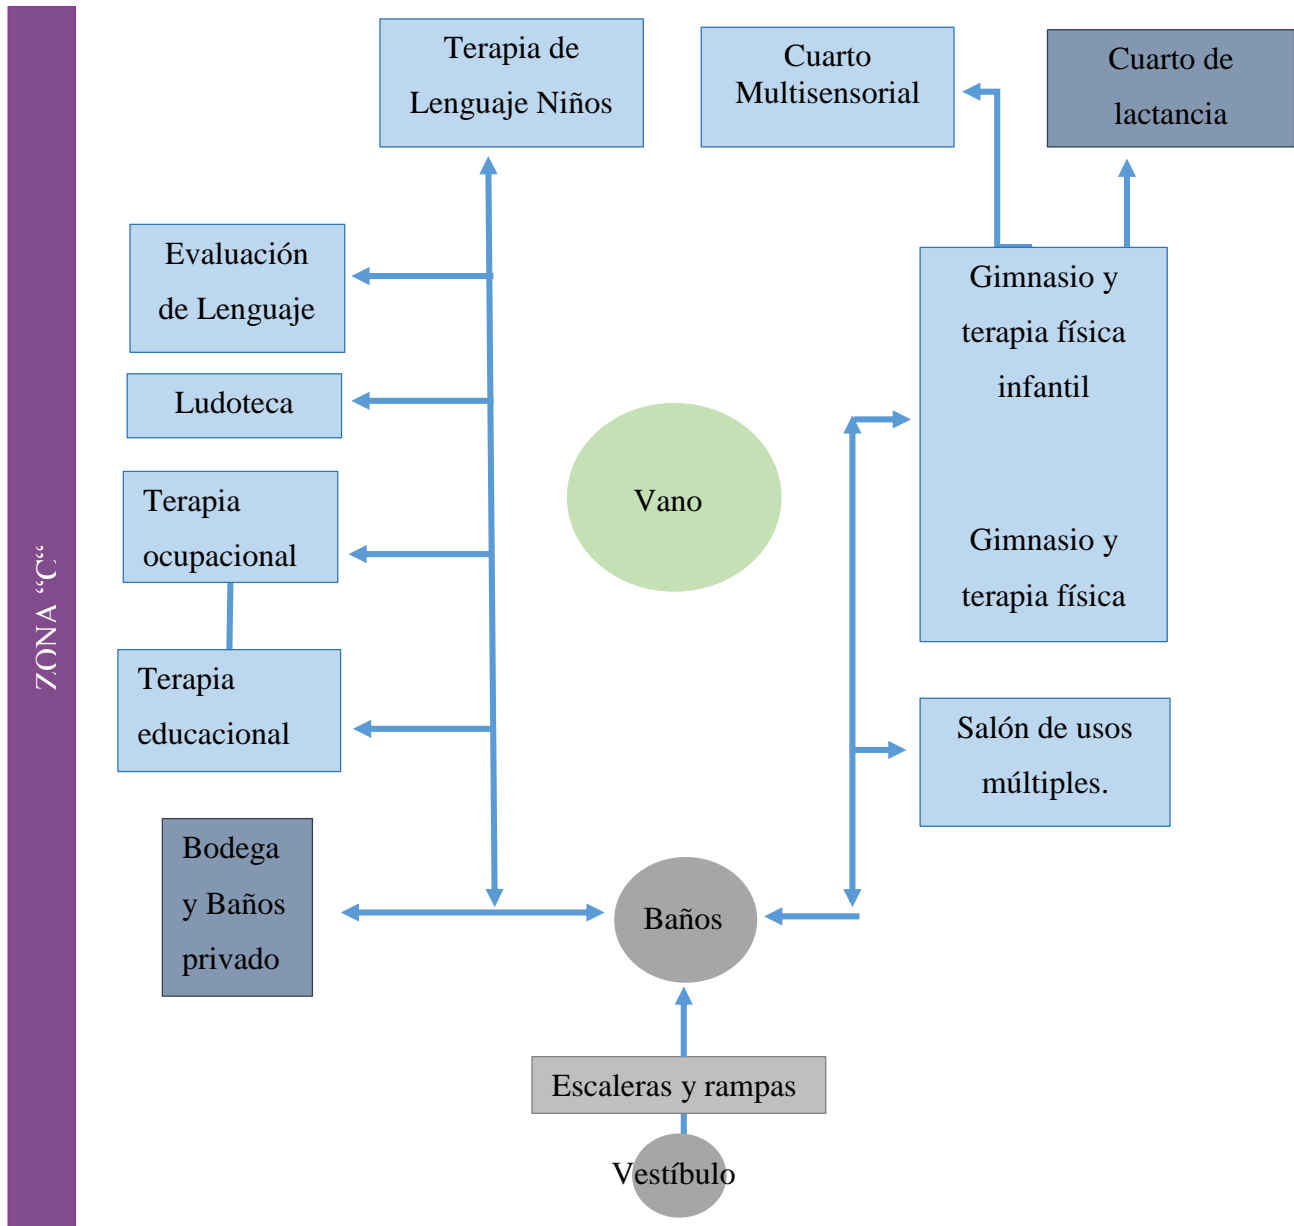 ZONA "C"
Terapia de
Lenguaje Niños
Cuarto
Multisensorial
Cuarto de
lactancia
Evaluación
de Lenguaje
Gimnasio y
terapia física
infantil
Ludoteca
Vano
Terapia
ocupacional
Gimnasio y
terapia física
Terapia
educacional
Salón de usos
múltiples.
Bodega
y Baños
privado
Baños
Escaleras y rampas
Vestíbulo